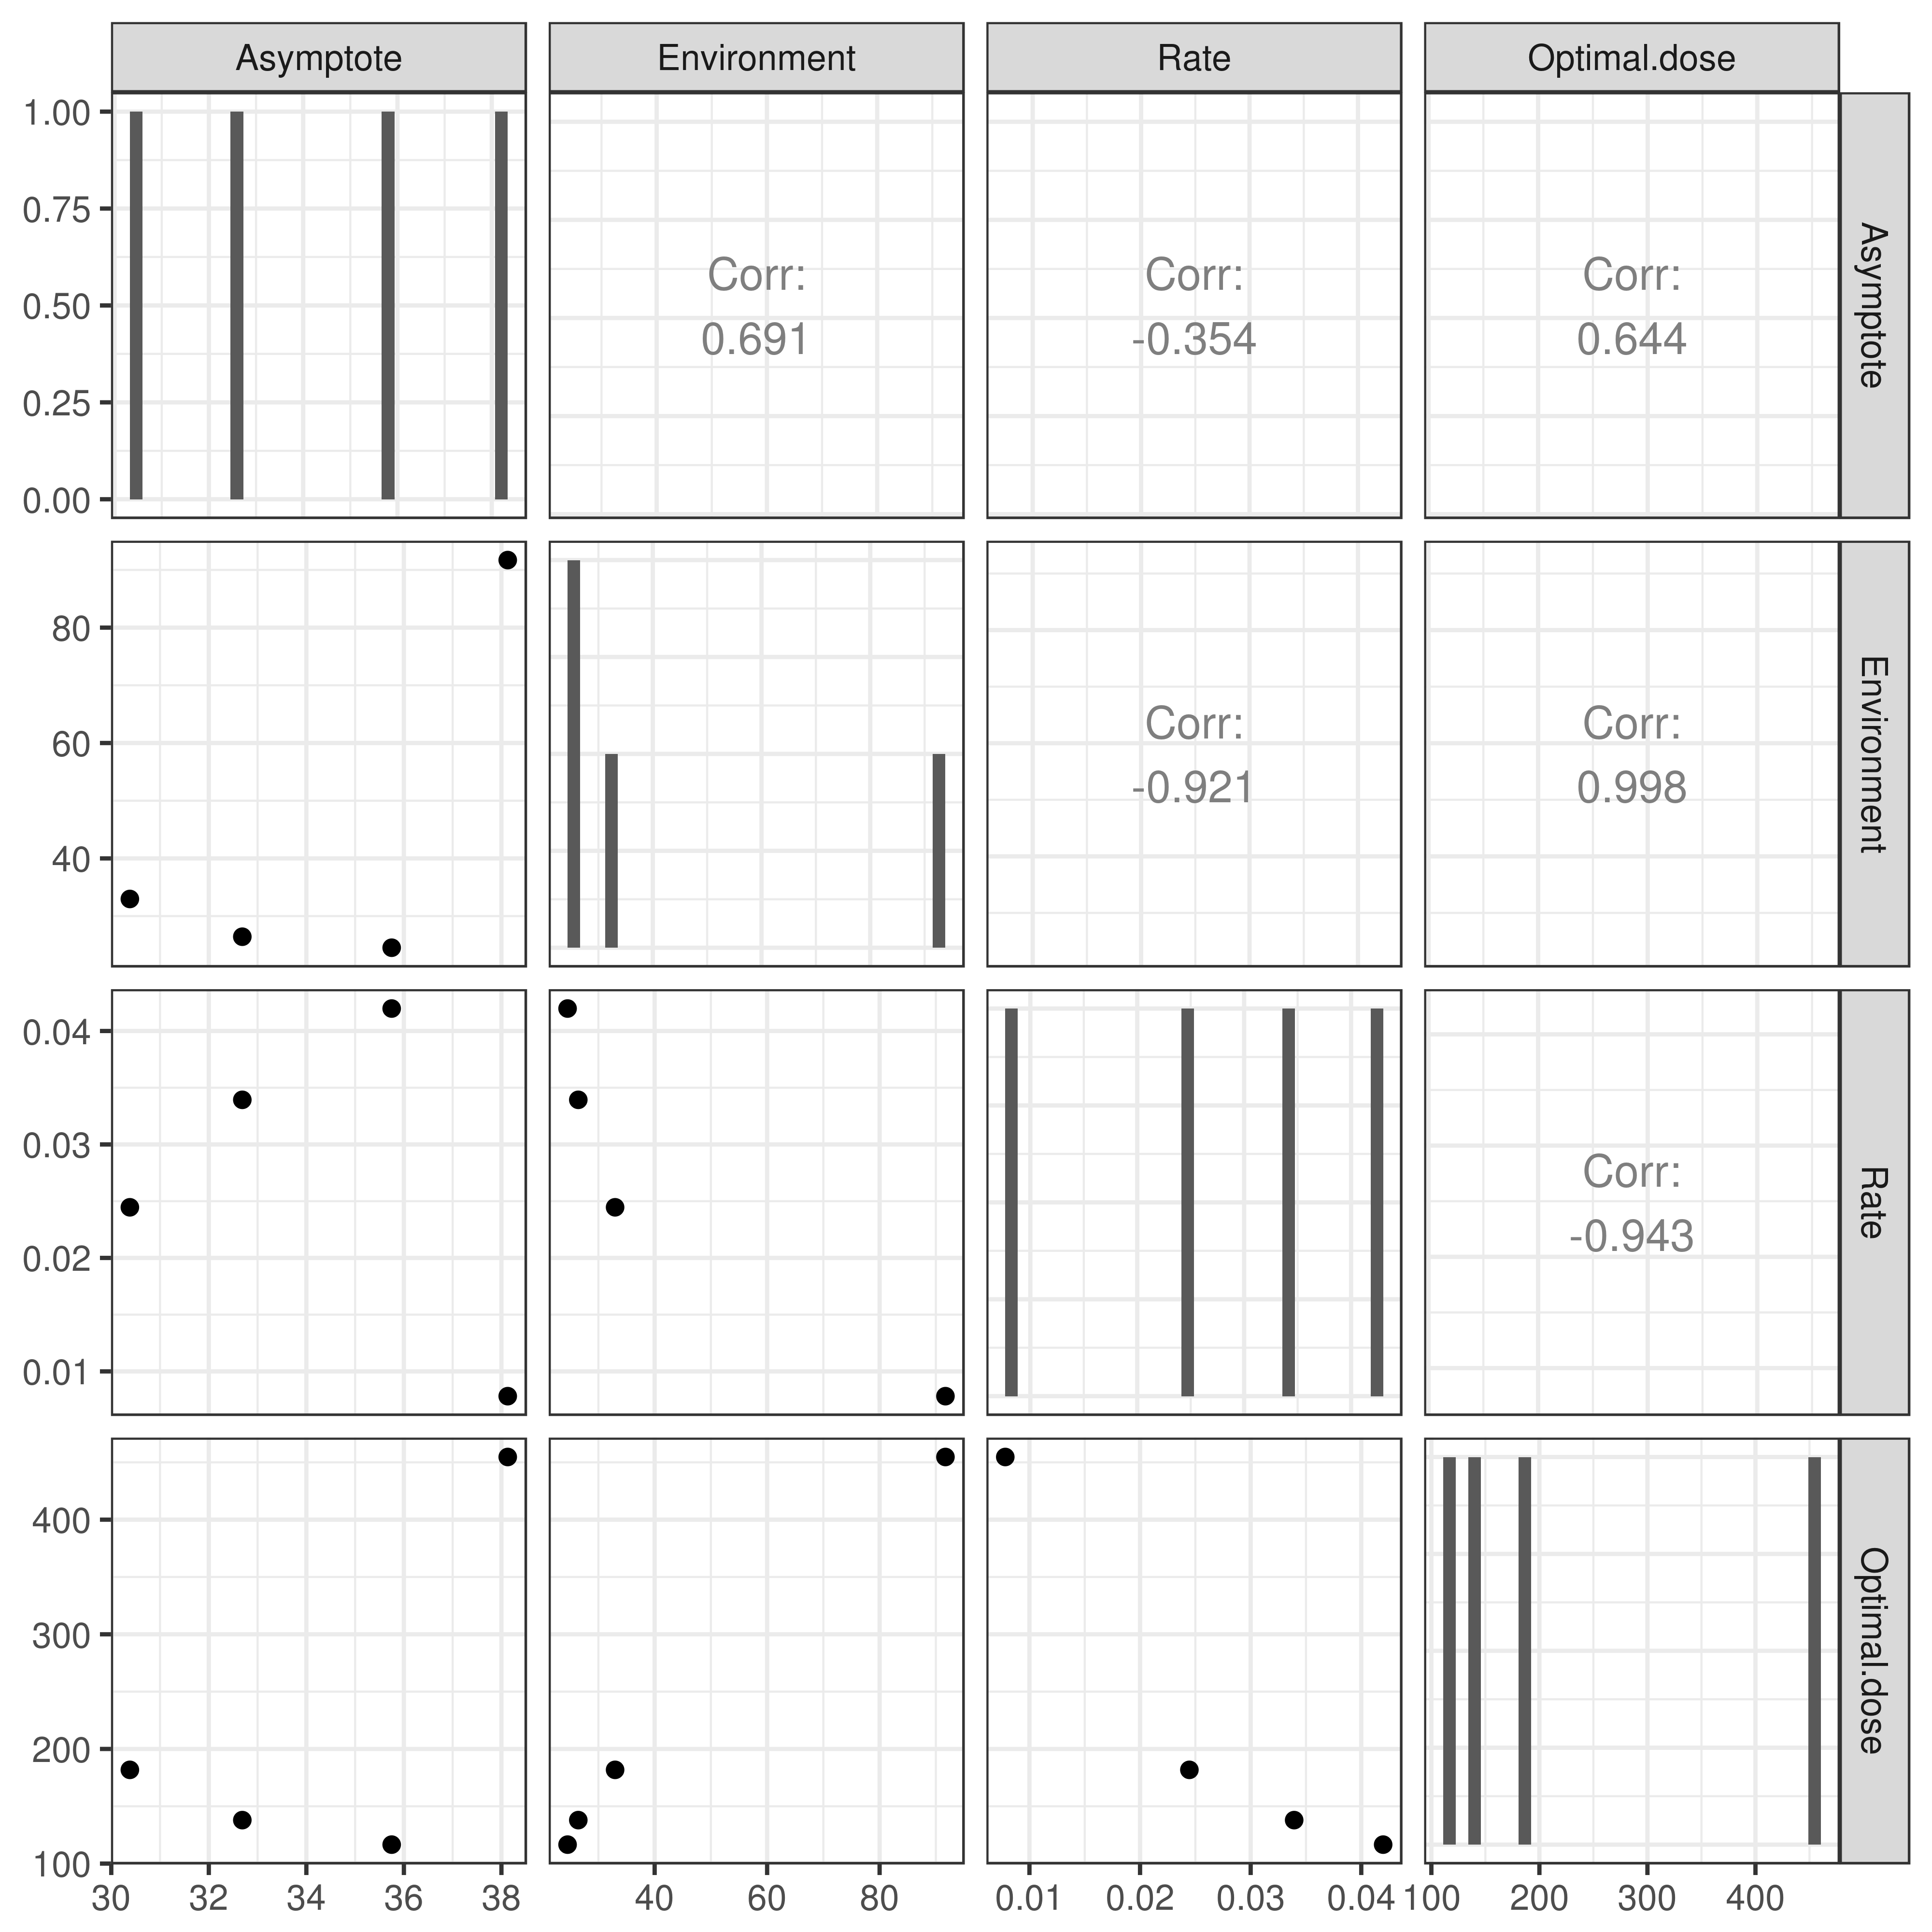 Asymptote Environment Rate Optimal.dose
1.00
0.75
0.50
0.25
0.00
Corr:
0.691
Corr:
-0.354
Corr:
0.644
Asymptote
80
60
40
Corr:
-0.921
Corr:
0.998
Environment
0.04
0.03
0.02
0.01
Corr:
-0.943
Rate
400
300
200
100
Optimal.dose
30 32 34 36 38 40 60 80 0.01 0.02 0.03 0.04 100 200 300 400